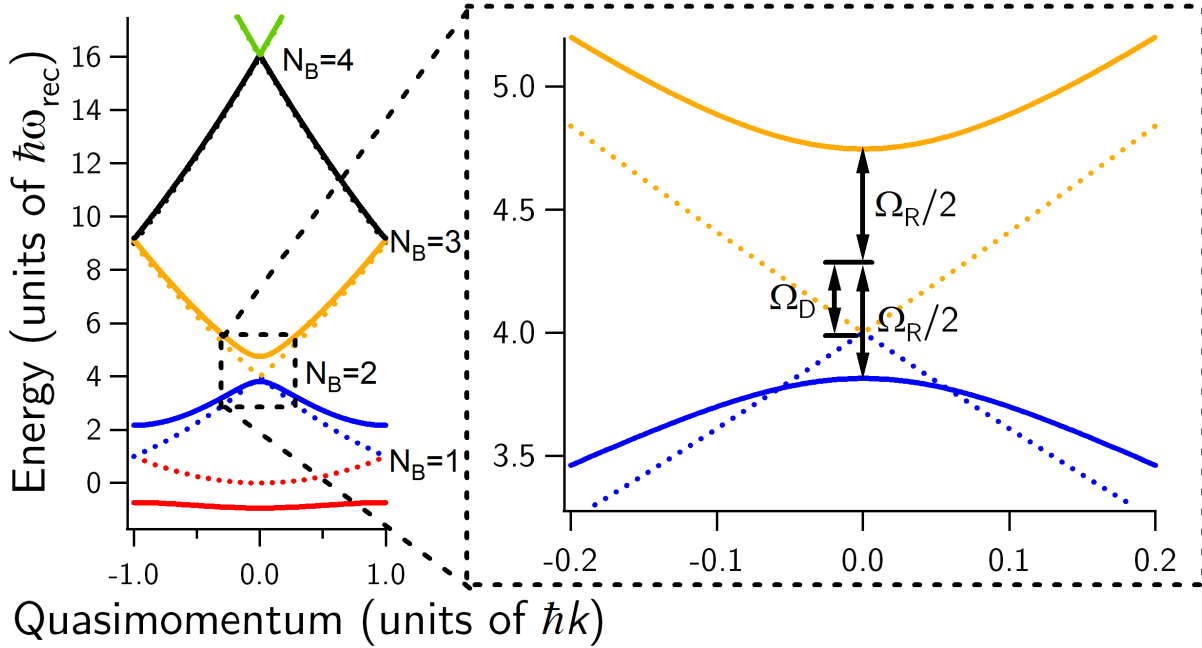 Energy (units of ħω_rec)
16
14
12
10
8
6
4
2
0
N_B=4
N_B=3
N_B=2
N_B=1
-1.0
0.0
1.0
5.0
4.5
4.0
3.5
Ω_R/2
Ω_D
Ω_R/2
-0.2
-0.1
0.0
0.1
0.2
Quasimomentum (units of ħk)